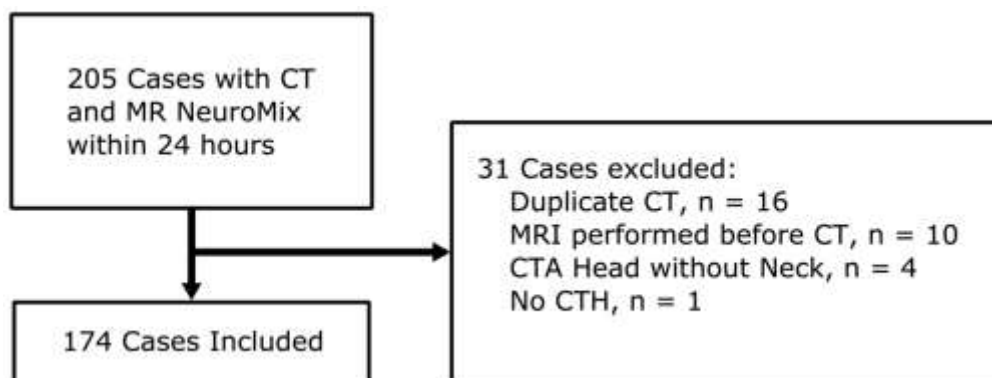 205 Cases with CT
and MR NeuroMix
within 24 hours
31 Cases excluded:
Duplicate CT, n = 16
MRI performed before CT, n = 10
CTA Head without Neck, n = 4
No CTH, n = 1
174 Cases Included